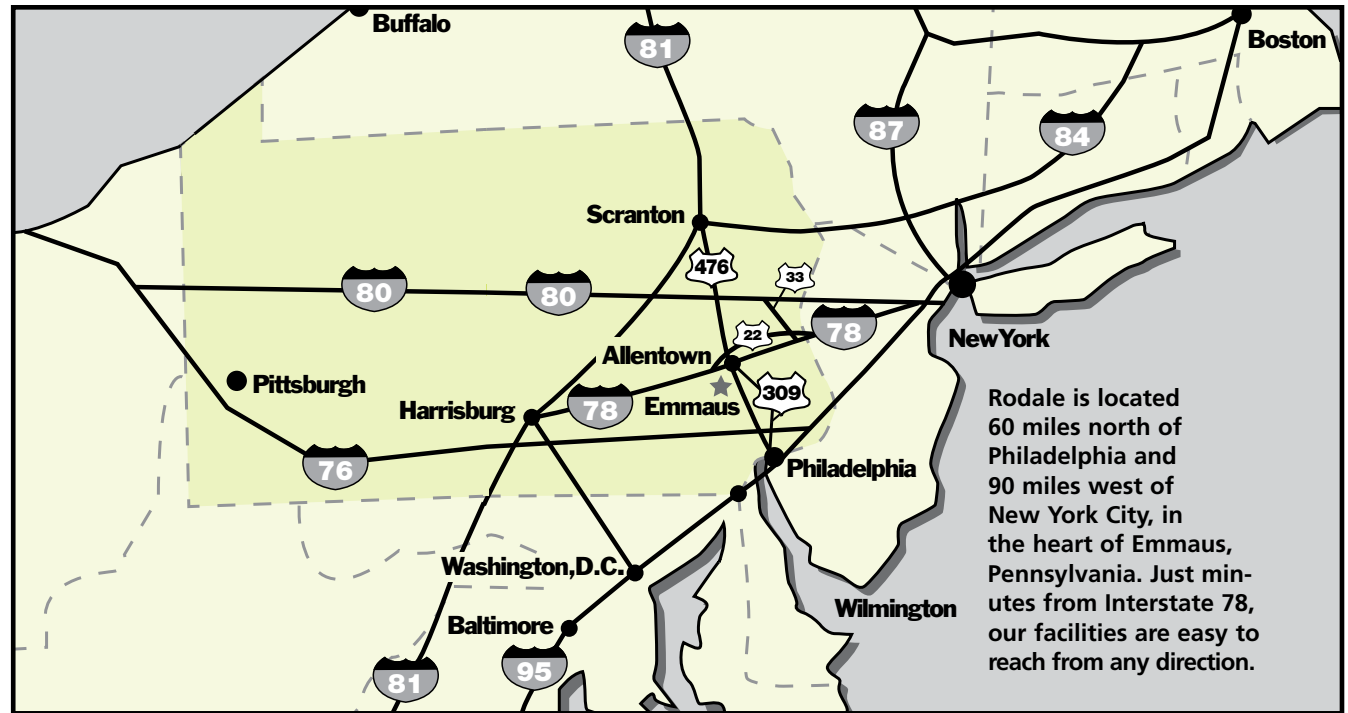 Buffalo
81
Boston
87
84
Scranton
476
33
80
80
22
78
New York
Allentown
Pittsburgh
Emmaus
309
Harrisburg
78
76
Philadelphia
Rodale is located
60 miles north of
Philadelphia and
90 miles west of
New York City, in
the heart of Emmaus,
Pennsylvania. Just min-
utes from Interstate 78,
our facilities are easy to
reach from any direction.
Washington,D.C.
Wilmington
Baltimore
95
81